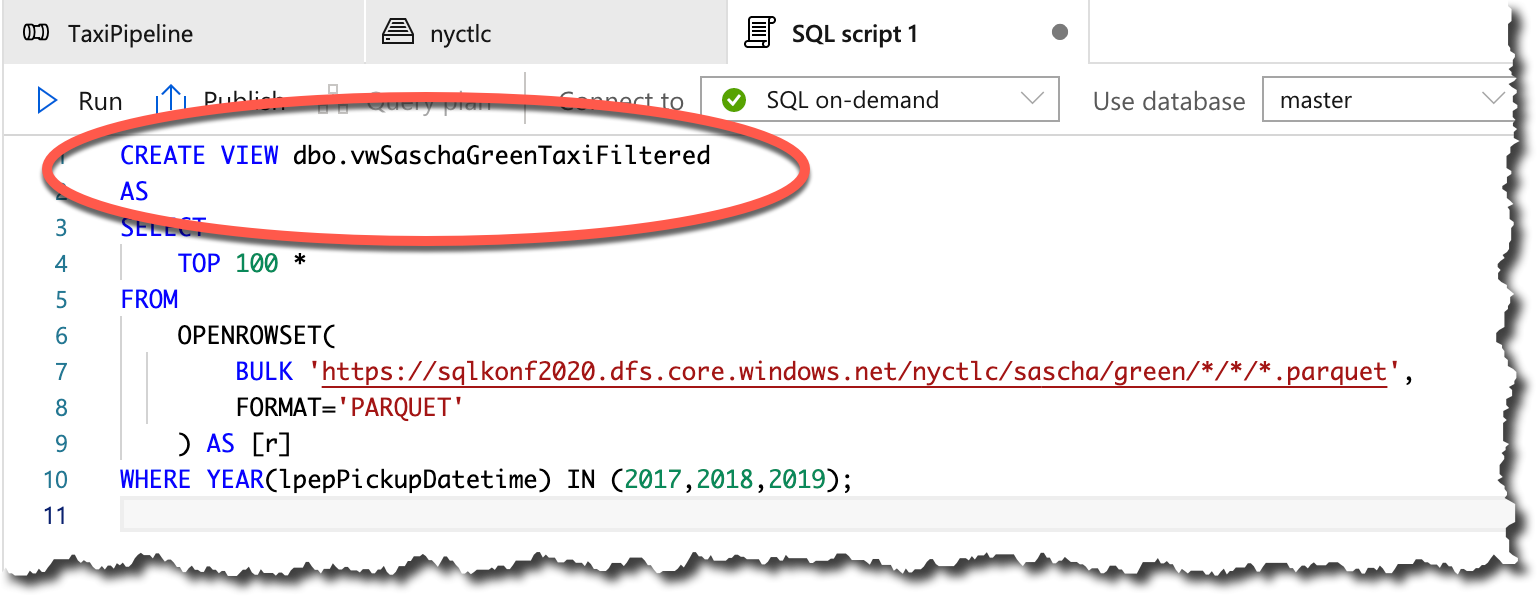 TaxiPipeline nyctlc SQL script 1
Run Publish Query plan Connect to SQL on-demand Use database master
1 CREATE VIEW dbo.vwSaschaGreenTaxiFiltered
2 AS
3 SELECT
4 TOP 100 *
5 FROM
6 OPENROWSET(
7 BULK 'https://sqlkonf2020.dfs.core.windows.net/nyctlc/sascha/green/*/*/*.parquet',
8 FORMAT='PARQUET'
9 ) AS [r]
10 WHERE YEAR(lpepPickupDatetime) IN (2017,2018,2019);
11